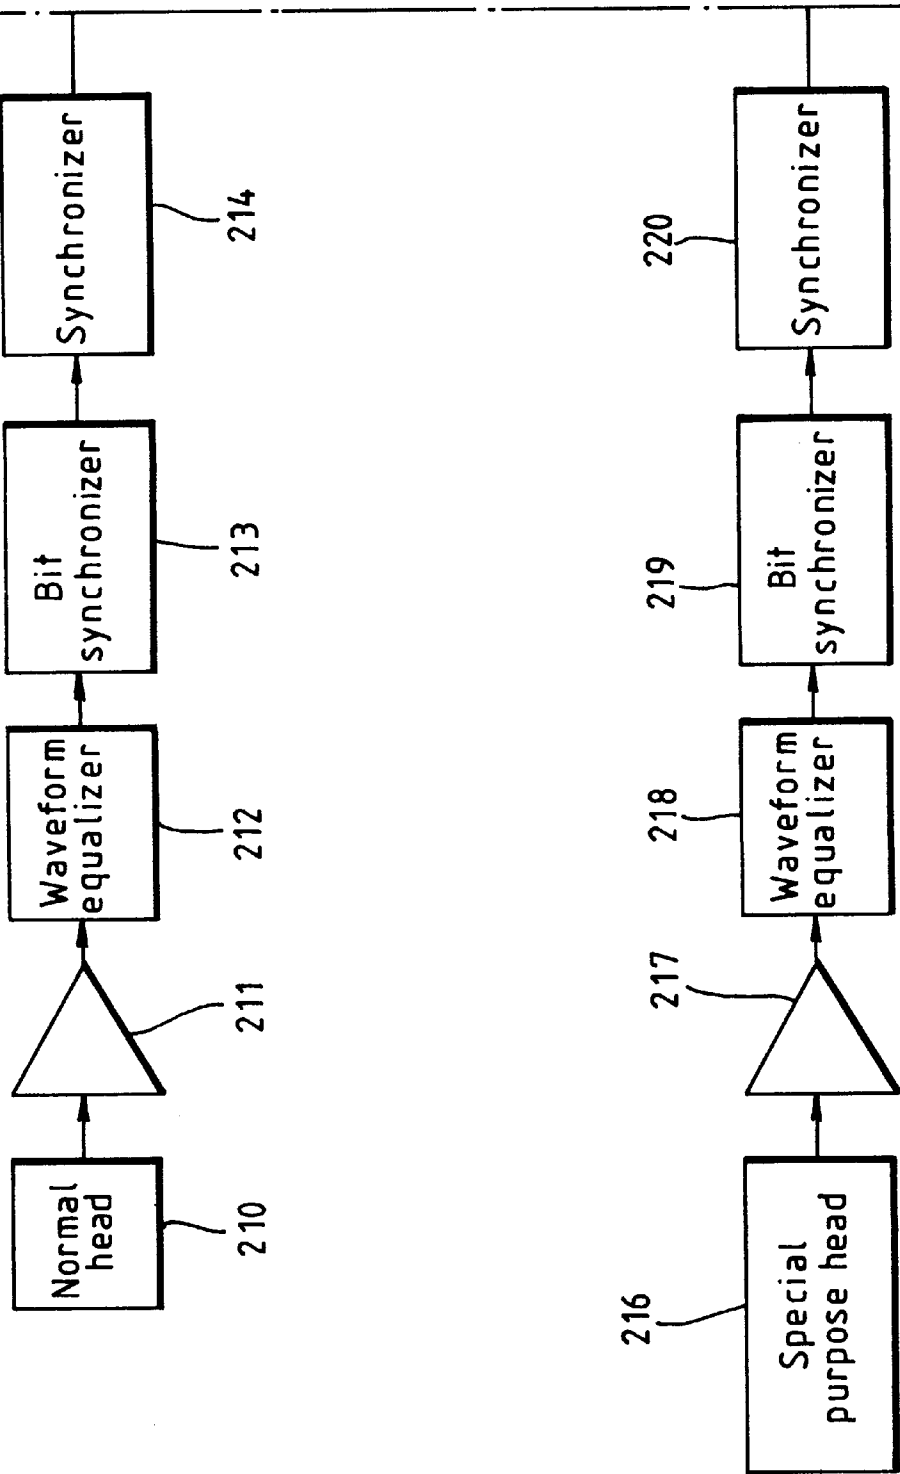 Normal
head
210
211
Waveform
equalizer
212
Bit
synchronizer
213
Synchronizer
214
Special
purpose head
216
217
Waveform
equalizer
218
Bit
synchronizer
219
Synchronizer
220